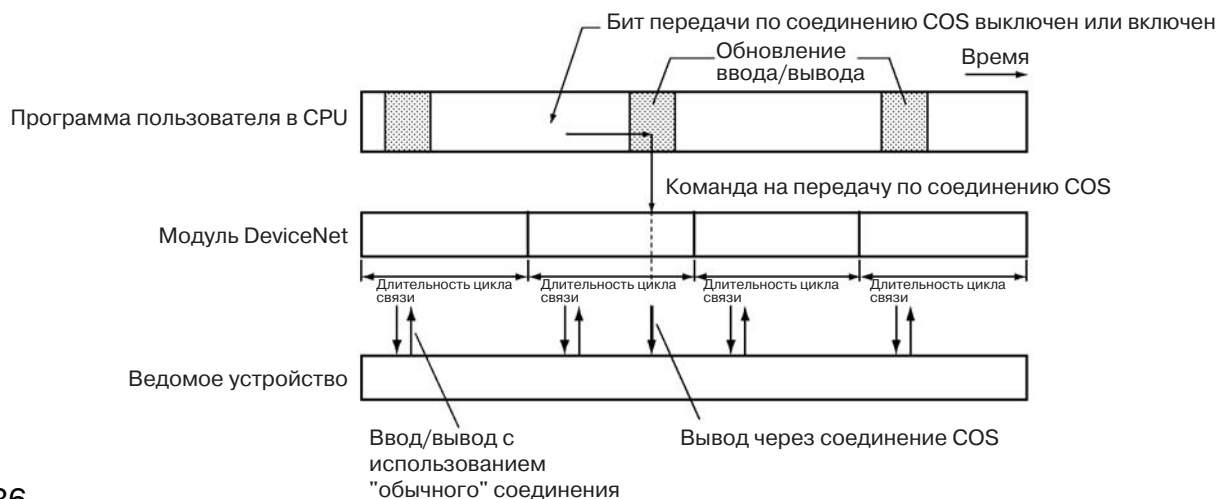 Бит передачи по соединению COS выключен или включен
Обновление
ввода/вывода
Время
Программа пользователя в CPU
Команда на передачу по соединению COS
Модуль DeviceNet
Длительность цикла
связи
Длительность цикла
связи
Длительность цикла
связи
Длительность цикла
связи
Ведомое устройство
Ввод/вывод с
использованием
"обычного" соединения
Вывод через соединение COS